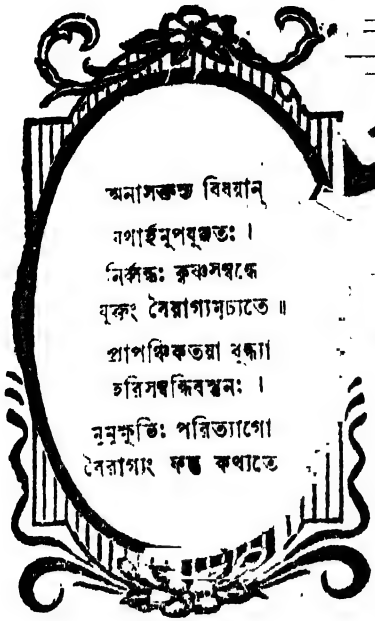 অনাসক্তস্য বিষয়ান্
যথার্হমুপযুঞ্জতঃ ।
নির্ব্বন্ধঃ কৃষ্ণসম্বন্ধে
যুক্তং বৈরাগ্যমুচ্যতে ॥
প্রাপঞ্চিকতয়া বুদ্ধ্যা
হরিসম্বন্ধিবস্তুনঃ ।
মুমুক্ষুভিঃ পরিত্যাগো
বৈরাগ্যং ফল্গু কথ্যতে